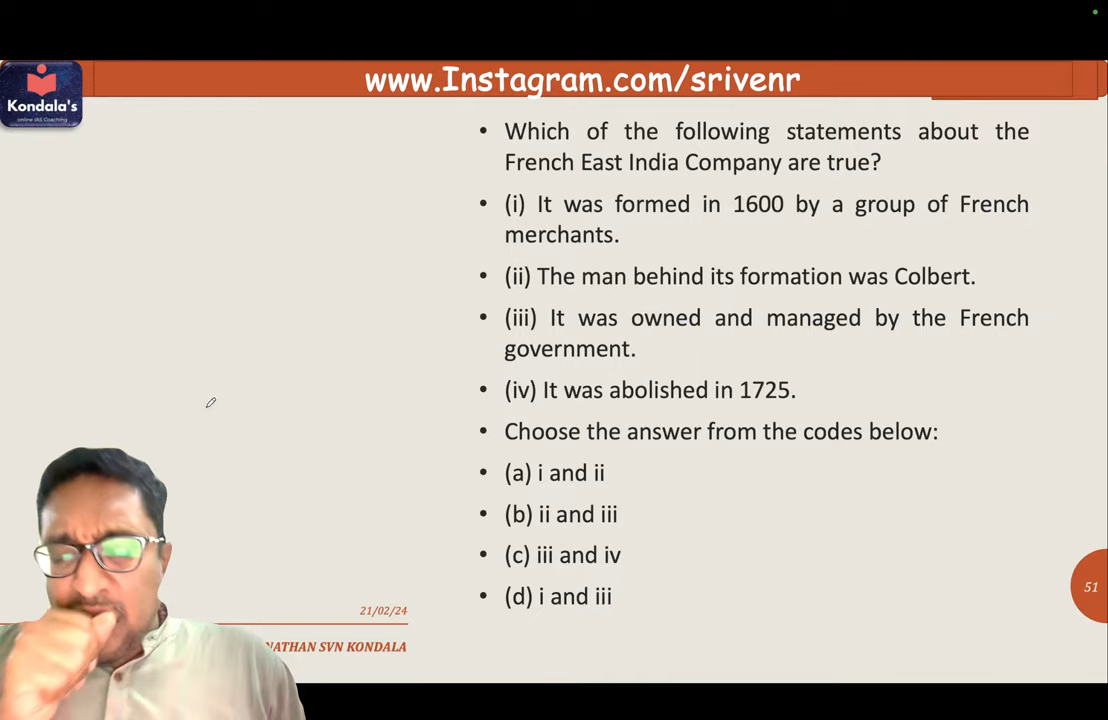 www.Instagram.com/srivenr
Kondala's
online IAS Coaching
• Which of the following statements about the
French East India Company are true?
• (i) It was formed in 1600 by a group of French
merchants.
• (ii) The man behind its formation was Colbert.
• (iii) It was owned and managed by the French
government.
• (iv) It was abolished in 1725.
• Choose the answer from the codes below:
• (a) i and ii
• (b) ii and iii
• (c) iii and iv
• (d) i and iii
51
21/02/24
NATHAN SVN KONDALA